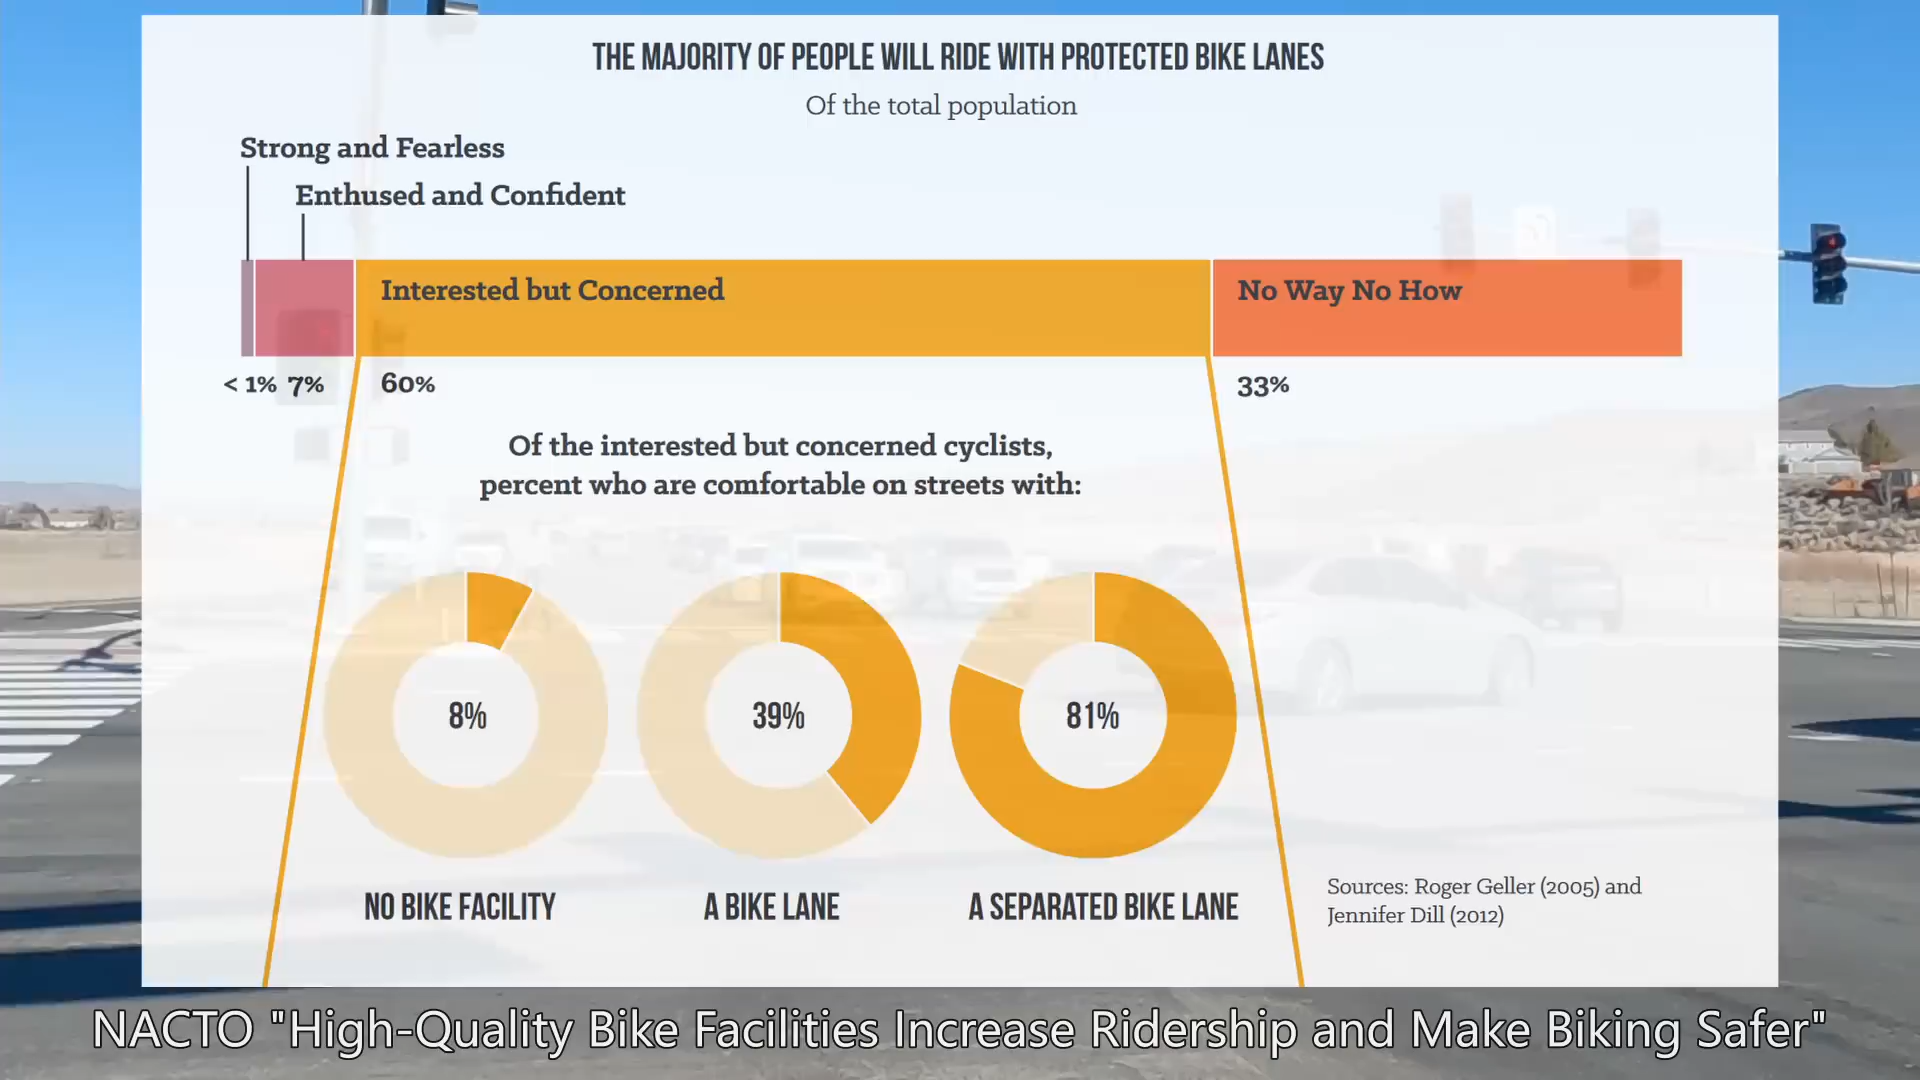 THE MAJORITY OF PEOPLE WILL RIDE WITH PROTECTED BIKE LANES
Of the total population
Strong and Fearless
Enthused and Confident
Interested but Concerned
No Way No How
< 1%
7%
60%
33%
Of the interested but concerned cyclists,
percent who are comfortable on streets with:
8%
39%
81%
NO BIKE FACILITY
A BIKE LANE
A SEPARATED BIKE LANE
Sources: Roger Geller (2005) and
Jennifer Dill (2012)
NACTO "High-Quality Bike Facilities Increase Ridership and Make Biking Safer"